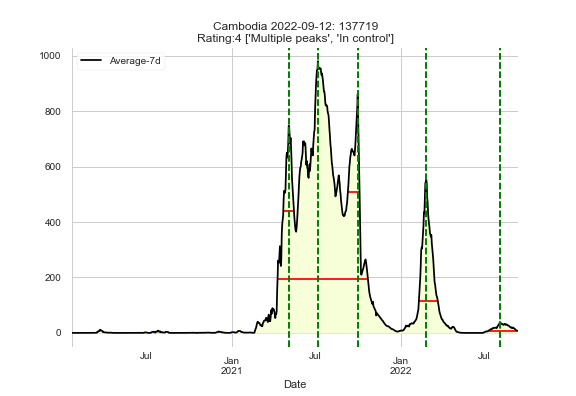 Cambodia 2022-09-12: 137719
Rating:4 ['Multiple peaks', 'In control']
Average-7d
1000
800
600
400
200
0
Jul
Jan
2021
Jul
Jan
2022
Jul
Date